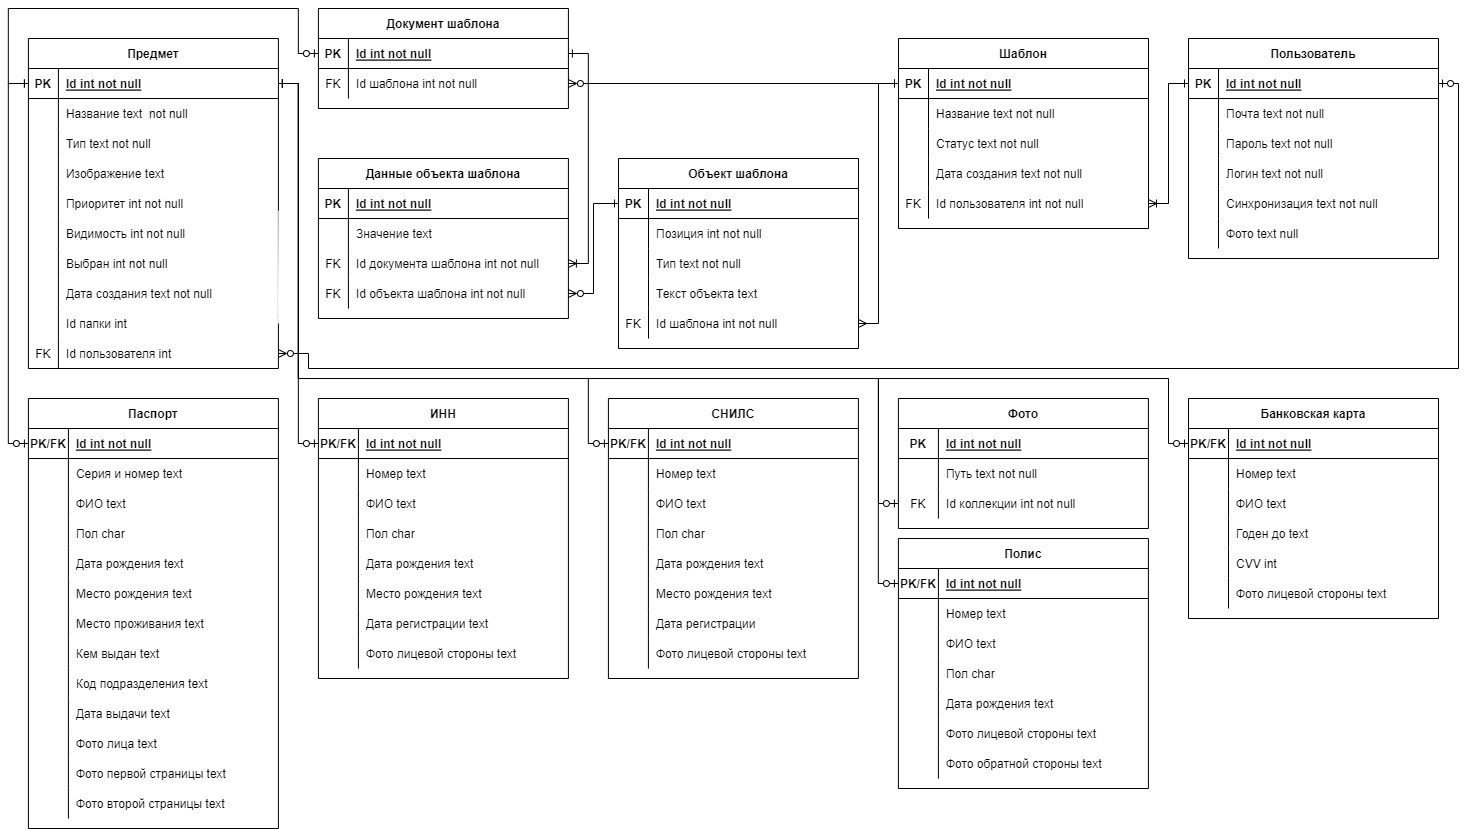 Документ шаблона
PK Id int not null
FK Id шаблона int not null
Предмет
PK Id int not null
Название text not null
Тип text not null
Изображение text
Приоритет int not null
Видимость int not null
Выбран int not null
Дата создания text not null
Id папки int
FK Id пользователя int
Данные объекта шаблона
PK Id int not null
Значение text
FK Id документа шаблона int not null
FK Id объекта шаблона int not null
Объект шаблона
PK Id int not null
Позиция int not null
Тип text not null
Текст объекта text
FK Id шаблона int not null
Шаблон
PK Id int not null
Название text not null
Статус text not null
Дата создания text not null
FK Id пользователя int not null
Пользователь
PK Id int not null
Почта text not null
Пароль text not null
Логин text not null
Синхронизация text not null
Фото text null
Паспорт
PK/FK Id int not null
Серия и номер text
ФИО text
Пол char
Дата рождения text
Место рождения text
Место проживания text
Кем выдан text
Код подразделения text
Дата выдачи text
Фото лица text
Фото первой страницы text
Фото второй страницы text
ИНН
PK/FK Id int not null
Номер text
ФИО text
Пол char
Дата рождения text
Место рождения text
Дата регистрации text
Фото лицевой стороны text
СНИЛС
PK/FK Id int not null
Номер text
ФИО text
Пол char
Дата рождения text
Место рождения text
Дата регистрации
Фото лицевой стороны text
Фото
PK Id int not null
Путь text not null
FK Id коллекции int not null
Полис
PK/FK Id int not null
Номер text
ФИО text
Пол char
Дата рождения text
Фото лицевой стороны text
Фото обратной стороны text
Банковская карта
PK/FK Id int not null
Номер text
ФИО text
Годен до text
CVV int
Фото лицевой стороны text